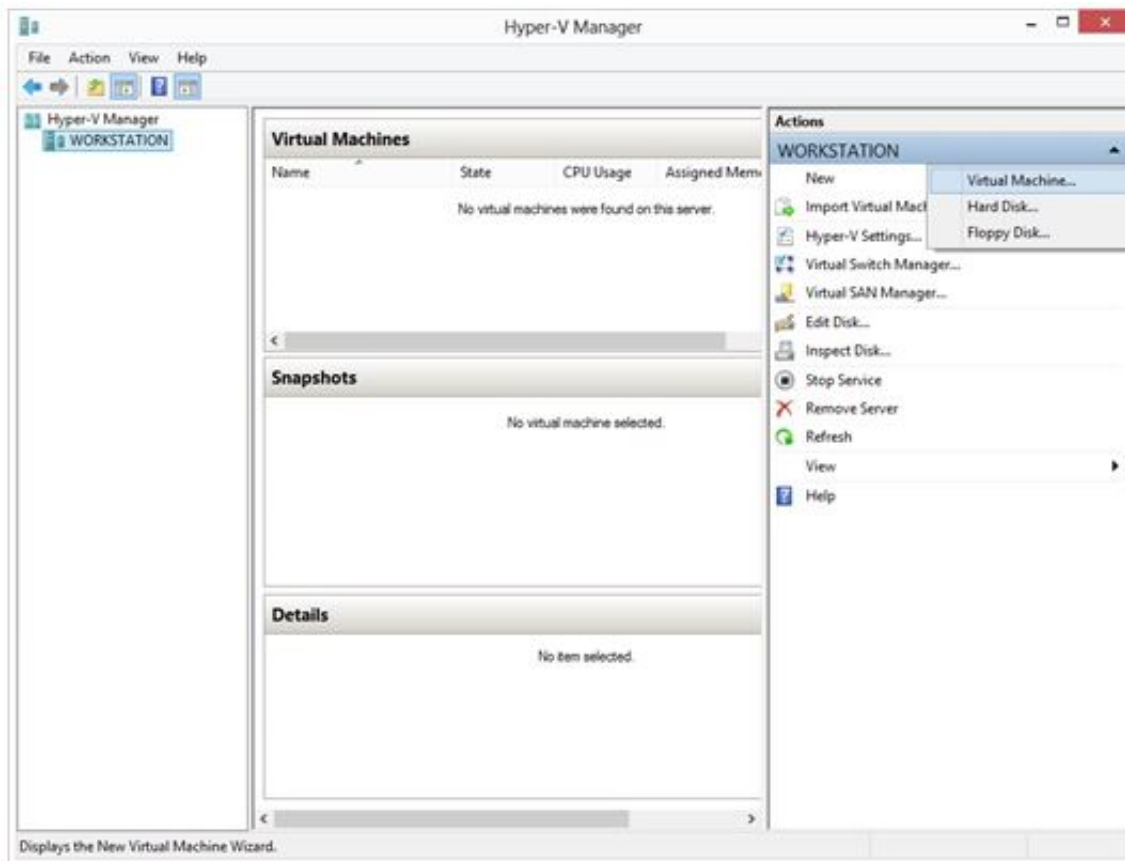 Hyper-V Manager
File Action View Help
Hyper-V Manager
WORKSTATION
Virtual Machines
Name State CPU Usage Assigned Mem
No virtual machines were found on this server.
Snapshots
No virtual machine selected.
Details
No item selected.
Actions
WORKSTATION
New
Virtual Machine...
Hard Disk...
Floppy Disk...
Import Virtual Macl
Hyper-V Settings...
Virtual Switch Manager...
Virtual SAN Manager...
Edit Disk...
Inspect Disk...
Stop Service
Remove Server
Refresh
View
Help
Displays the New Virtual Machine Wizard.